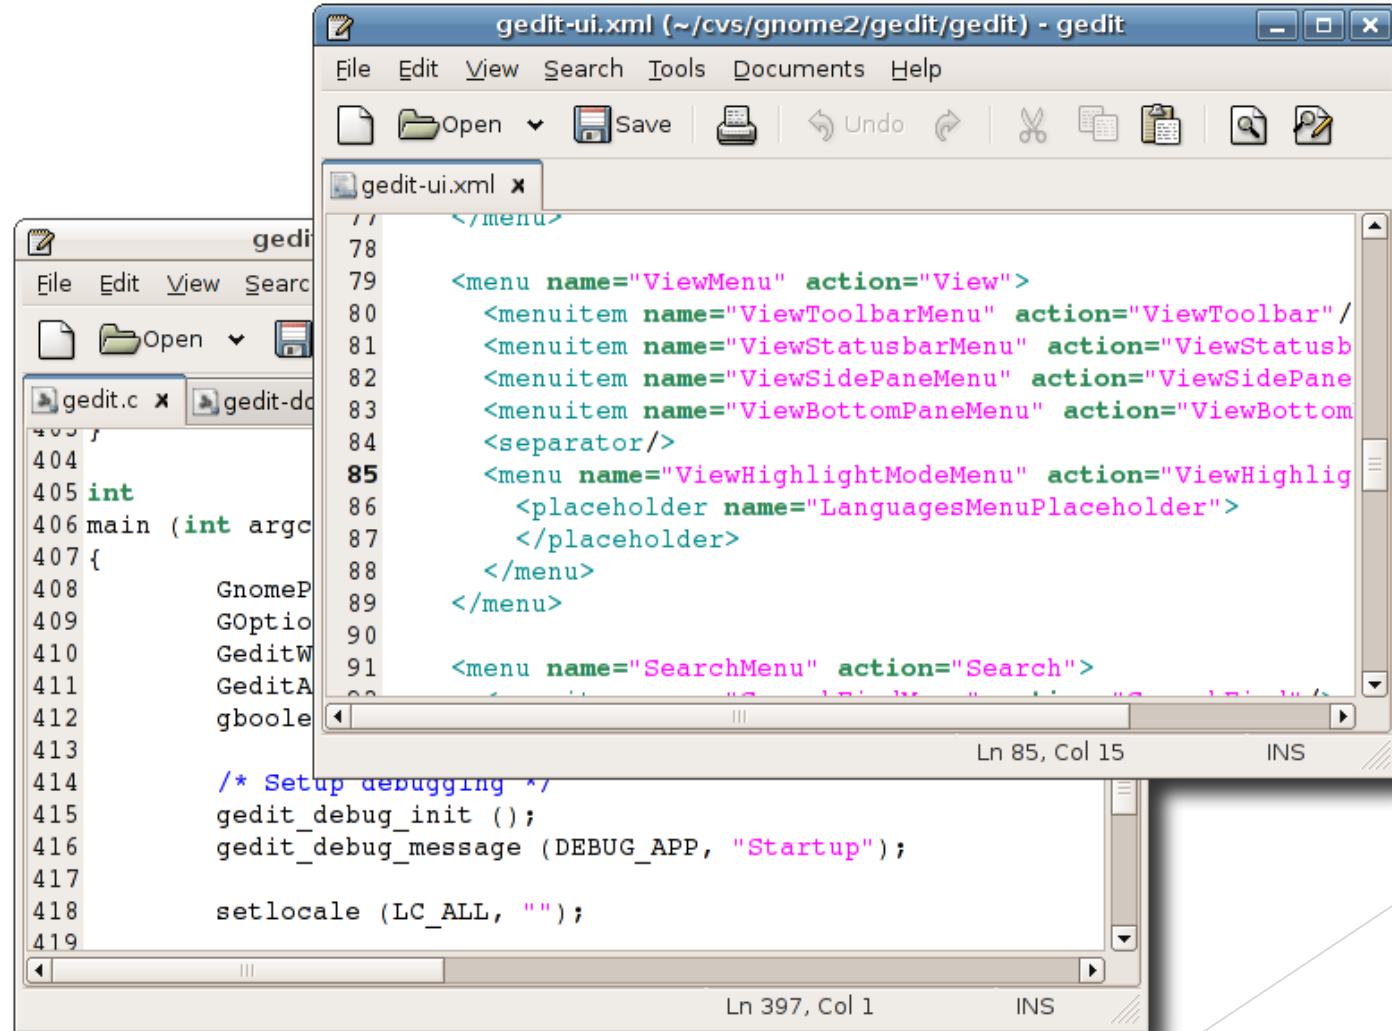 gedit-ui.xml (~/cvs/gnome2/gedit/gedit) - gedit
File Edit View Search Tools Documents Help
Open Save Undo
gedit-ui.xml
77 </menu>
78
79 <menu name="ViewMenu" action="View">
80 <menuitem name="ViewToolbarMenu" action="ViewToolbar"/
81 <menuitem name="ViewStatusbarMenu" action="ViewStatusb
82 <menuitem name="ViewSidePaneMenu" action="ViewSidePane
83 <menuitem name="ViewBottomPaneMenu" action="ViewBottom
84 <separator/>
85 <menu name="ViewHighlightModeMenu" action="ViewHighlig
86 <placeholder name="LanguagesMenuPlaceholder">
87 </placeholder>
88 </menu>
89 </menu>
90
91 <menu name="SearchMenu" action="Search">
Ln 85, Col 15 INS
gedi
File Edit View Searc
Open
gedit.c gedit-do
403 }
404
405 int
406 main (int argc
407 {
408 GnomeP
409 GOptio
410 GeditW
411 GeditA
412 gboole
413
414 /* Setup debugging */
415 gedit_debug_init ();
416 gedit_debug_message (DEBUG_APP, "Startup");
417
418 setlocale (LC_ALL, "");
419
Ln 397, Col 1 INS